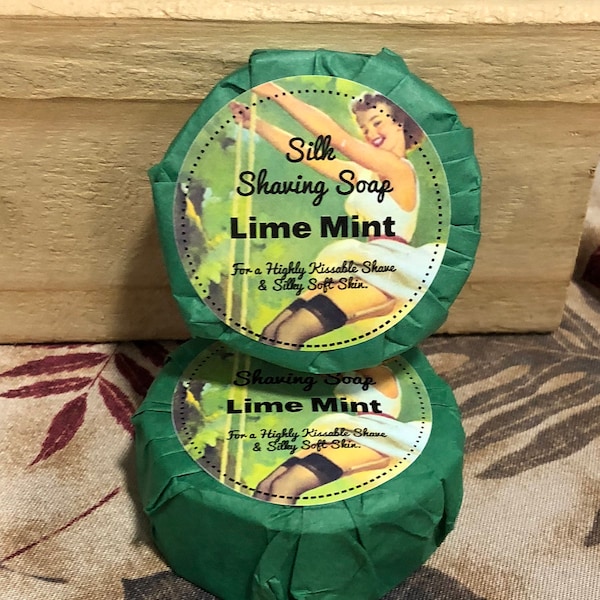 Silk
Shaving Soap
Lime Mint
For a Highly Kissable Shave
& Silky Soft Skin.
Shaving Soap
Lime Mint
For a Highly Kissable Shave
& Silky Soft Skin.